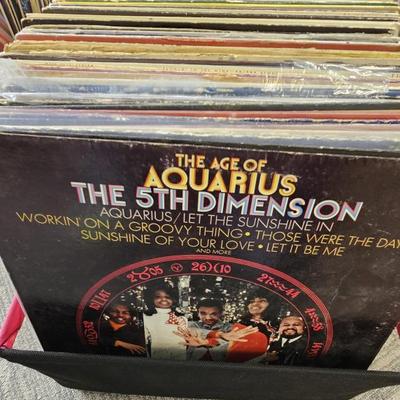 THE AGE OF
AQUARIUS
THE 5TH DIMENSION
AQUARIUS/LET THE SUNSHINE IN
WORKIN' ON A GROOVY THING • THOSE WERE THE DAY
SUNSHINE OF YOUR LOVE • LET IT BE ME
AND MORE